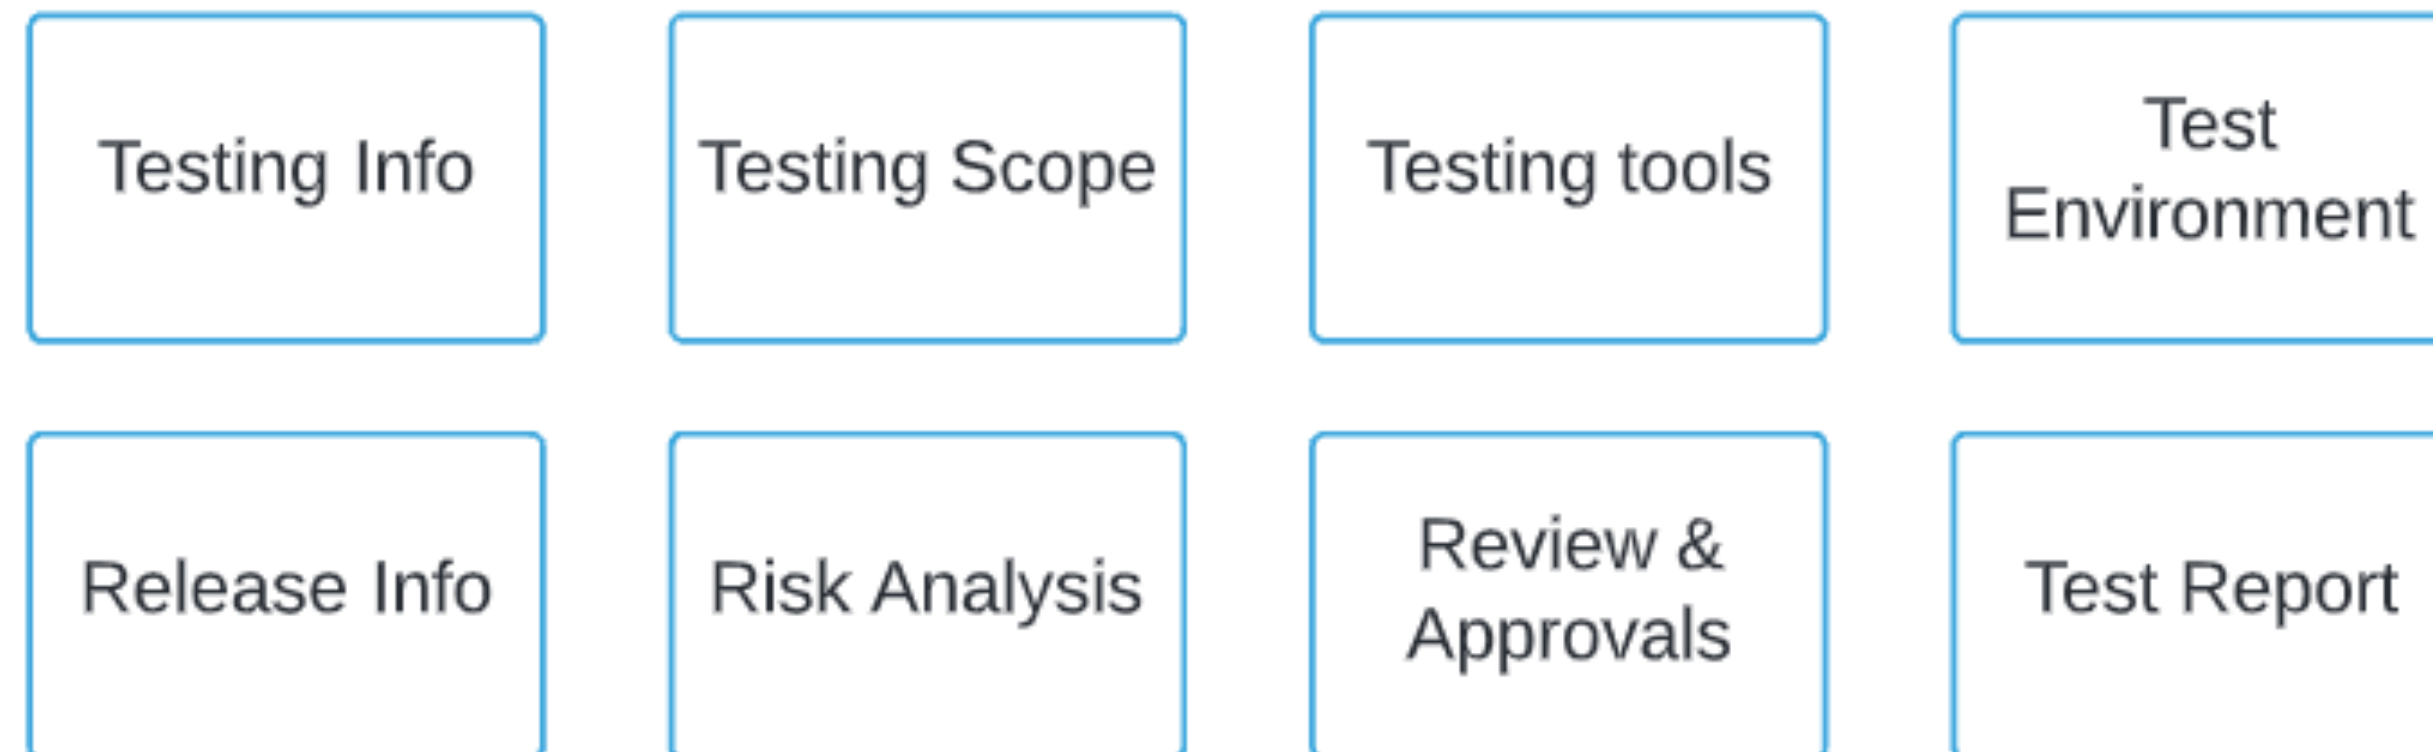 Testing Info
Testing Scope
Testing tools
Test
Environment
Release Info
Risk Analysis
Review &
Approvals
Test Report